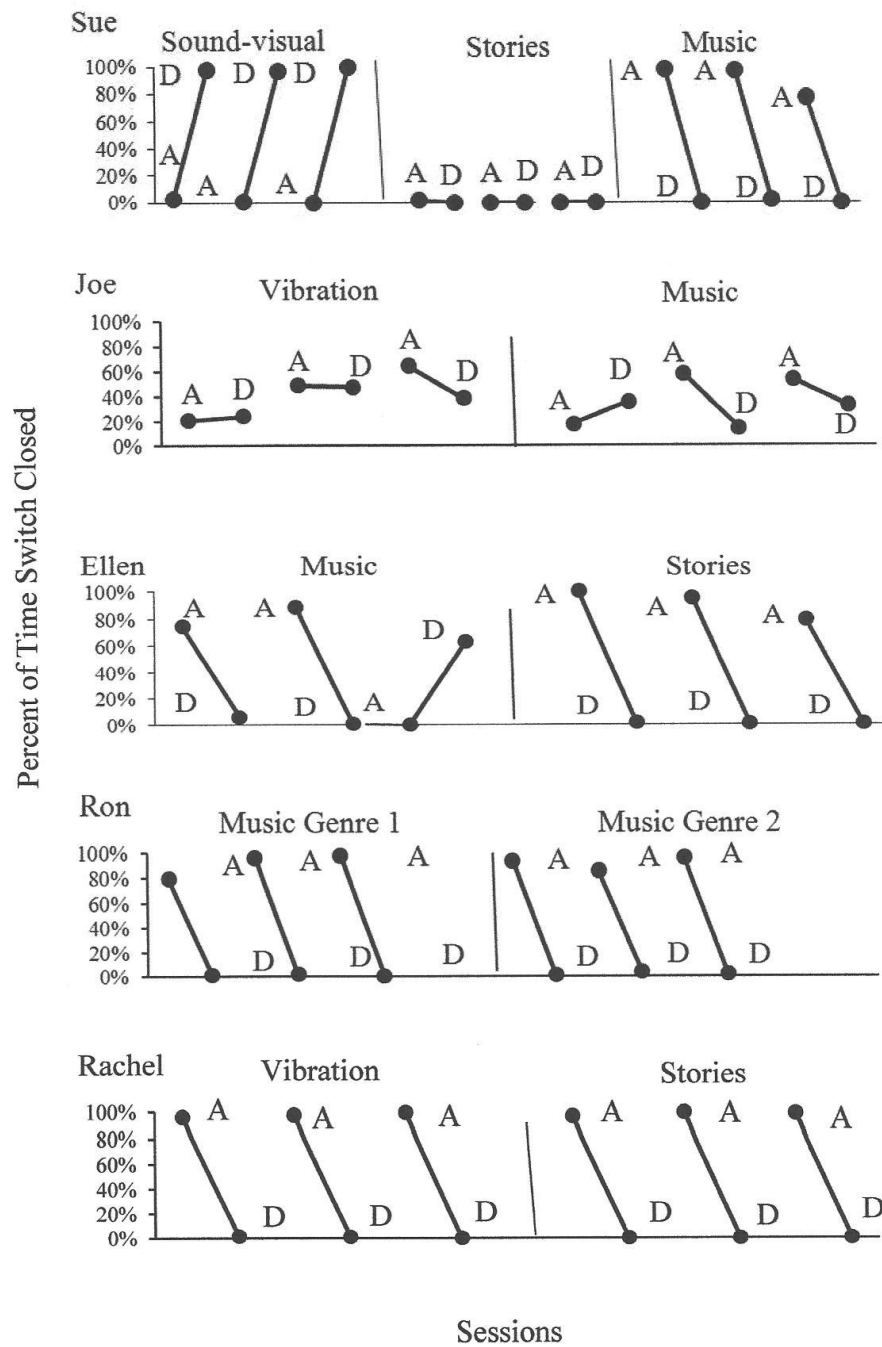 Sue
Sound-visual Stories Music
100% D D D A A
80% A
60%
40% A
20% A A A D A D A D D D D
0%
Joe
Vibration Music
100%
80% A A A
60% A D D D
40% A D A D
20% D
0%
Percent of Time Switch Closed
Ellen Music Stories
100% A A A A A
80% D
60%
40%
20% D D A D D D
0%
Ron
Music Genre 1 Music Genre 2
100% A A A A A A
80%
60%
40%
20% D D D D D D
0%
Rachel
Vibration Stories
100% A A A A A A
80%
60%
40%
20% D D D D D D
0%
Sessions